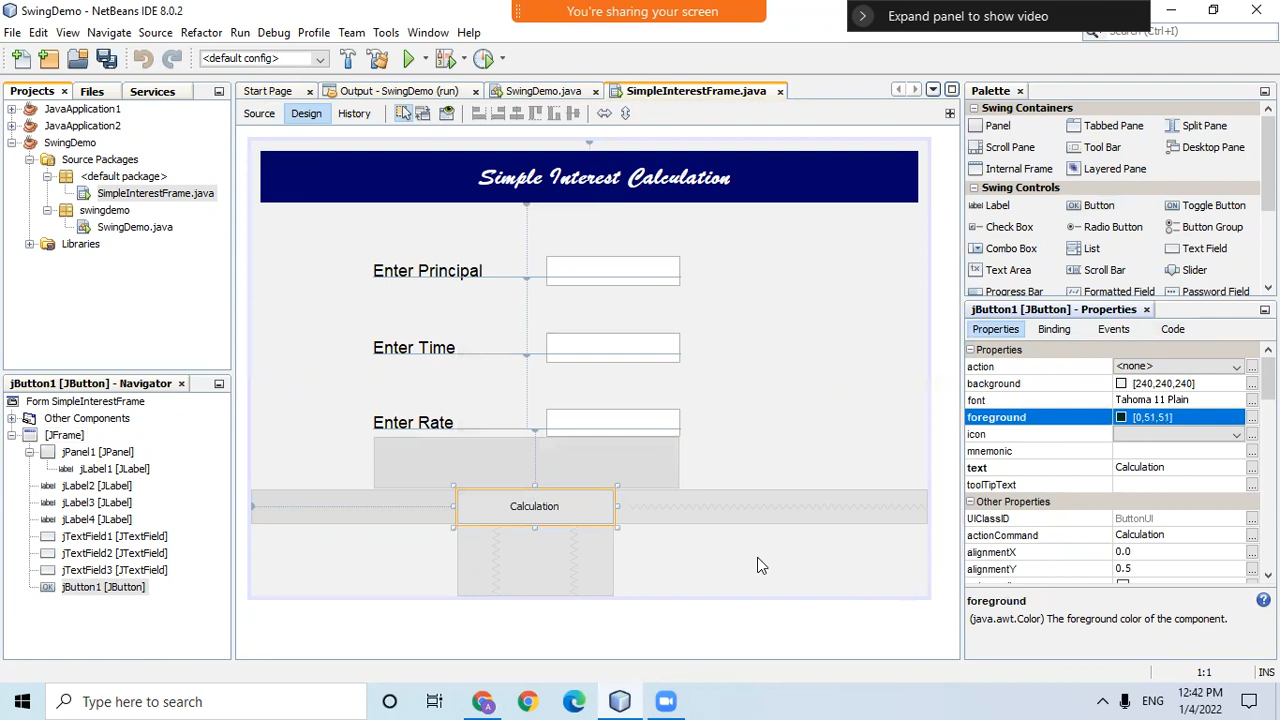 SwingDemo - NetBeans IDE 8.0.2
You're sharing your screen
Expand panel to show video
File Edit View Navigate Source Refactor Run Debug Profile Team Tools Window Help
Search (Ctrl+I)
<default config>
Projects Files Services
Start Page Output - SwingDemo (run) SwingDemo.java SimpleInterestFrame.java
Palette
Source Design History
JavaApplication1
JavaApplication2
SwingDemo
Source Packages
<default package>
SimpleInterestFrame.java
swingdemo
SwingDemo.java
Libraries
Simple Interest Calculation
Enter Principal
Enter Time
Enter Rate
Calculation
Swing Containers
Panel Tabbed Pane Split Pane
Scroll Pane Tool Bar Desktop Pane
Internal Frame Layered Pane
Swing Controls
label Label OK Button Toggle Button
Check Box Radio Button Button Group
Combo Box List Text Field
Text Area Scroll Bar Slider
Progress Bar Formatted Field Password Field
jButton1 [JButton] - Navigator
Form SimpleInterestFrame
Other Components
[JFrame]
jPanel1 [JPanel]
label jLabel1 [JLabel]
label jLabel2 [JLabel]
label jLabel3 [JLabel]
label jLabel4 [JLabel]
jTextField1 [JTextField]
jTextField2 [JTextField]
jTextField3 [JTextField]
OK jButton1 [JButton]
jButton1 [JButton] - Properties
Properties Binding Events Code
Properties
action <none>
background [240,240,240]
font Tahoma 11 Plain
foreground [0,51,51]
icon
mnemonic
text Calculation
toolTipText
Other Properties
UIClassID ButtonUI
actionCommand Calculation
alignmentX 0.0
alignmentY 0.5
foreground
(java.awt.Color) The foreground color of the component.
1:1 INS
Type here to search
ENG
12:42 PM
1/4/2022